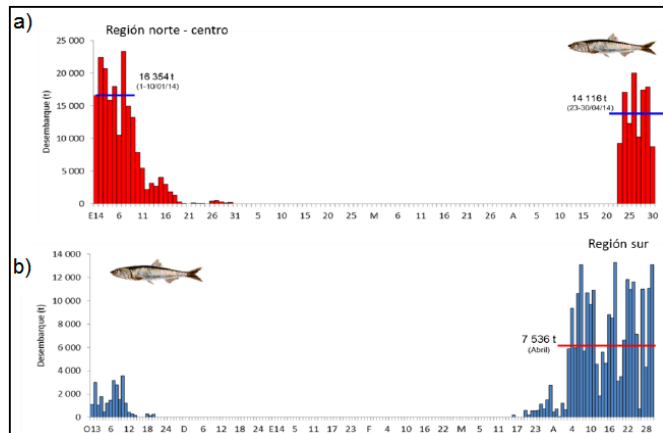 a)
Región norte - centro
Desembarque (t)
25 000
20 000
15 000
10 000
5 000
0
16 354 t
(1-10/01/14)
14 116 t
(23-30/04/14)
E14 6 11 16 21 26 31 5 10 15 20 25 M 6 11 16 21 26 A 5 10 15 20 25 30
b)
Región sur
Desembarque (t)
14 000
12 000
10 000
8 000
6 000
4 000
2 000
0
7 536 t
(Abril)
O13 6 12 18 24 D 6 12 18 24 E14 5 11 17 23 F 4 10 16 22 M 5 11 17 23 A 4 10 16 22 28